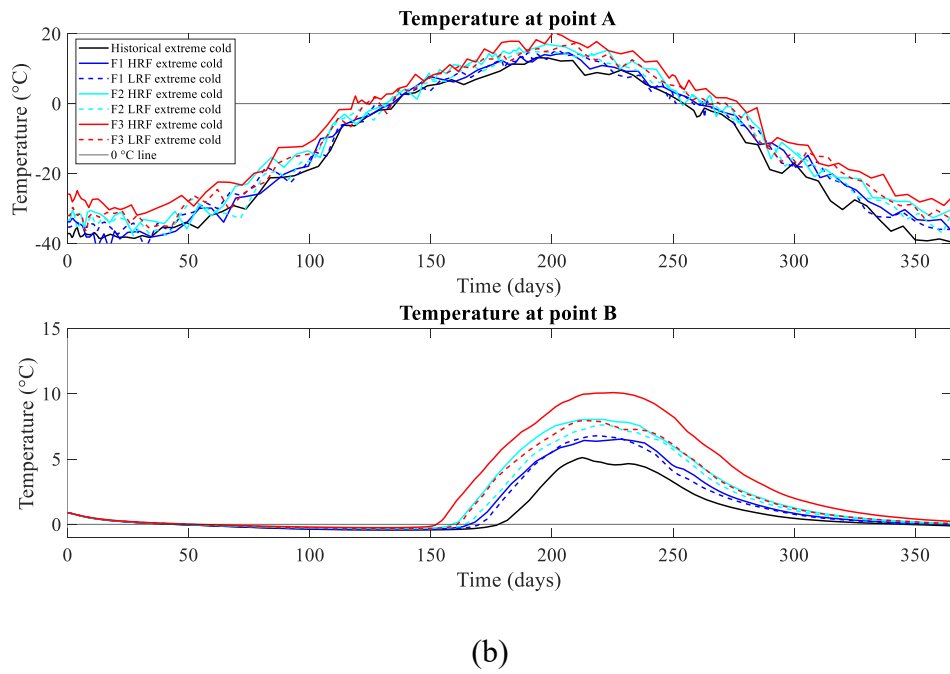 Temperature at point A
Temperature (°C)
20
0
-20
-40
Historical extreme cold
F1 HRF extreme cold
F1 LRF extreme cold
F2 HRF extreme cold
F2 LRF extreme cold
F3 HRF extreme cold
F3 LRF extreme cold
0 °C line
0 50 100 150 200 250 300 350
Time (days)
Temperature at point B
Temperature (°C)
15
10
5
0
0 50 100 150 200 250 300 350
Time (days)
(b)